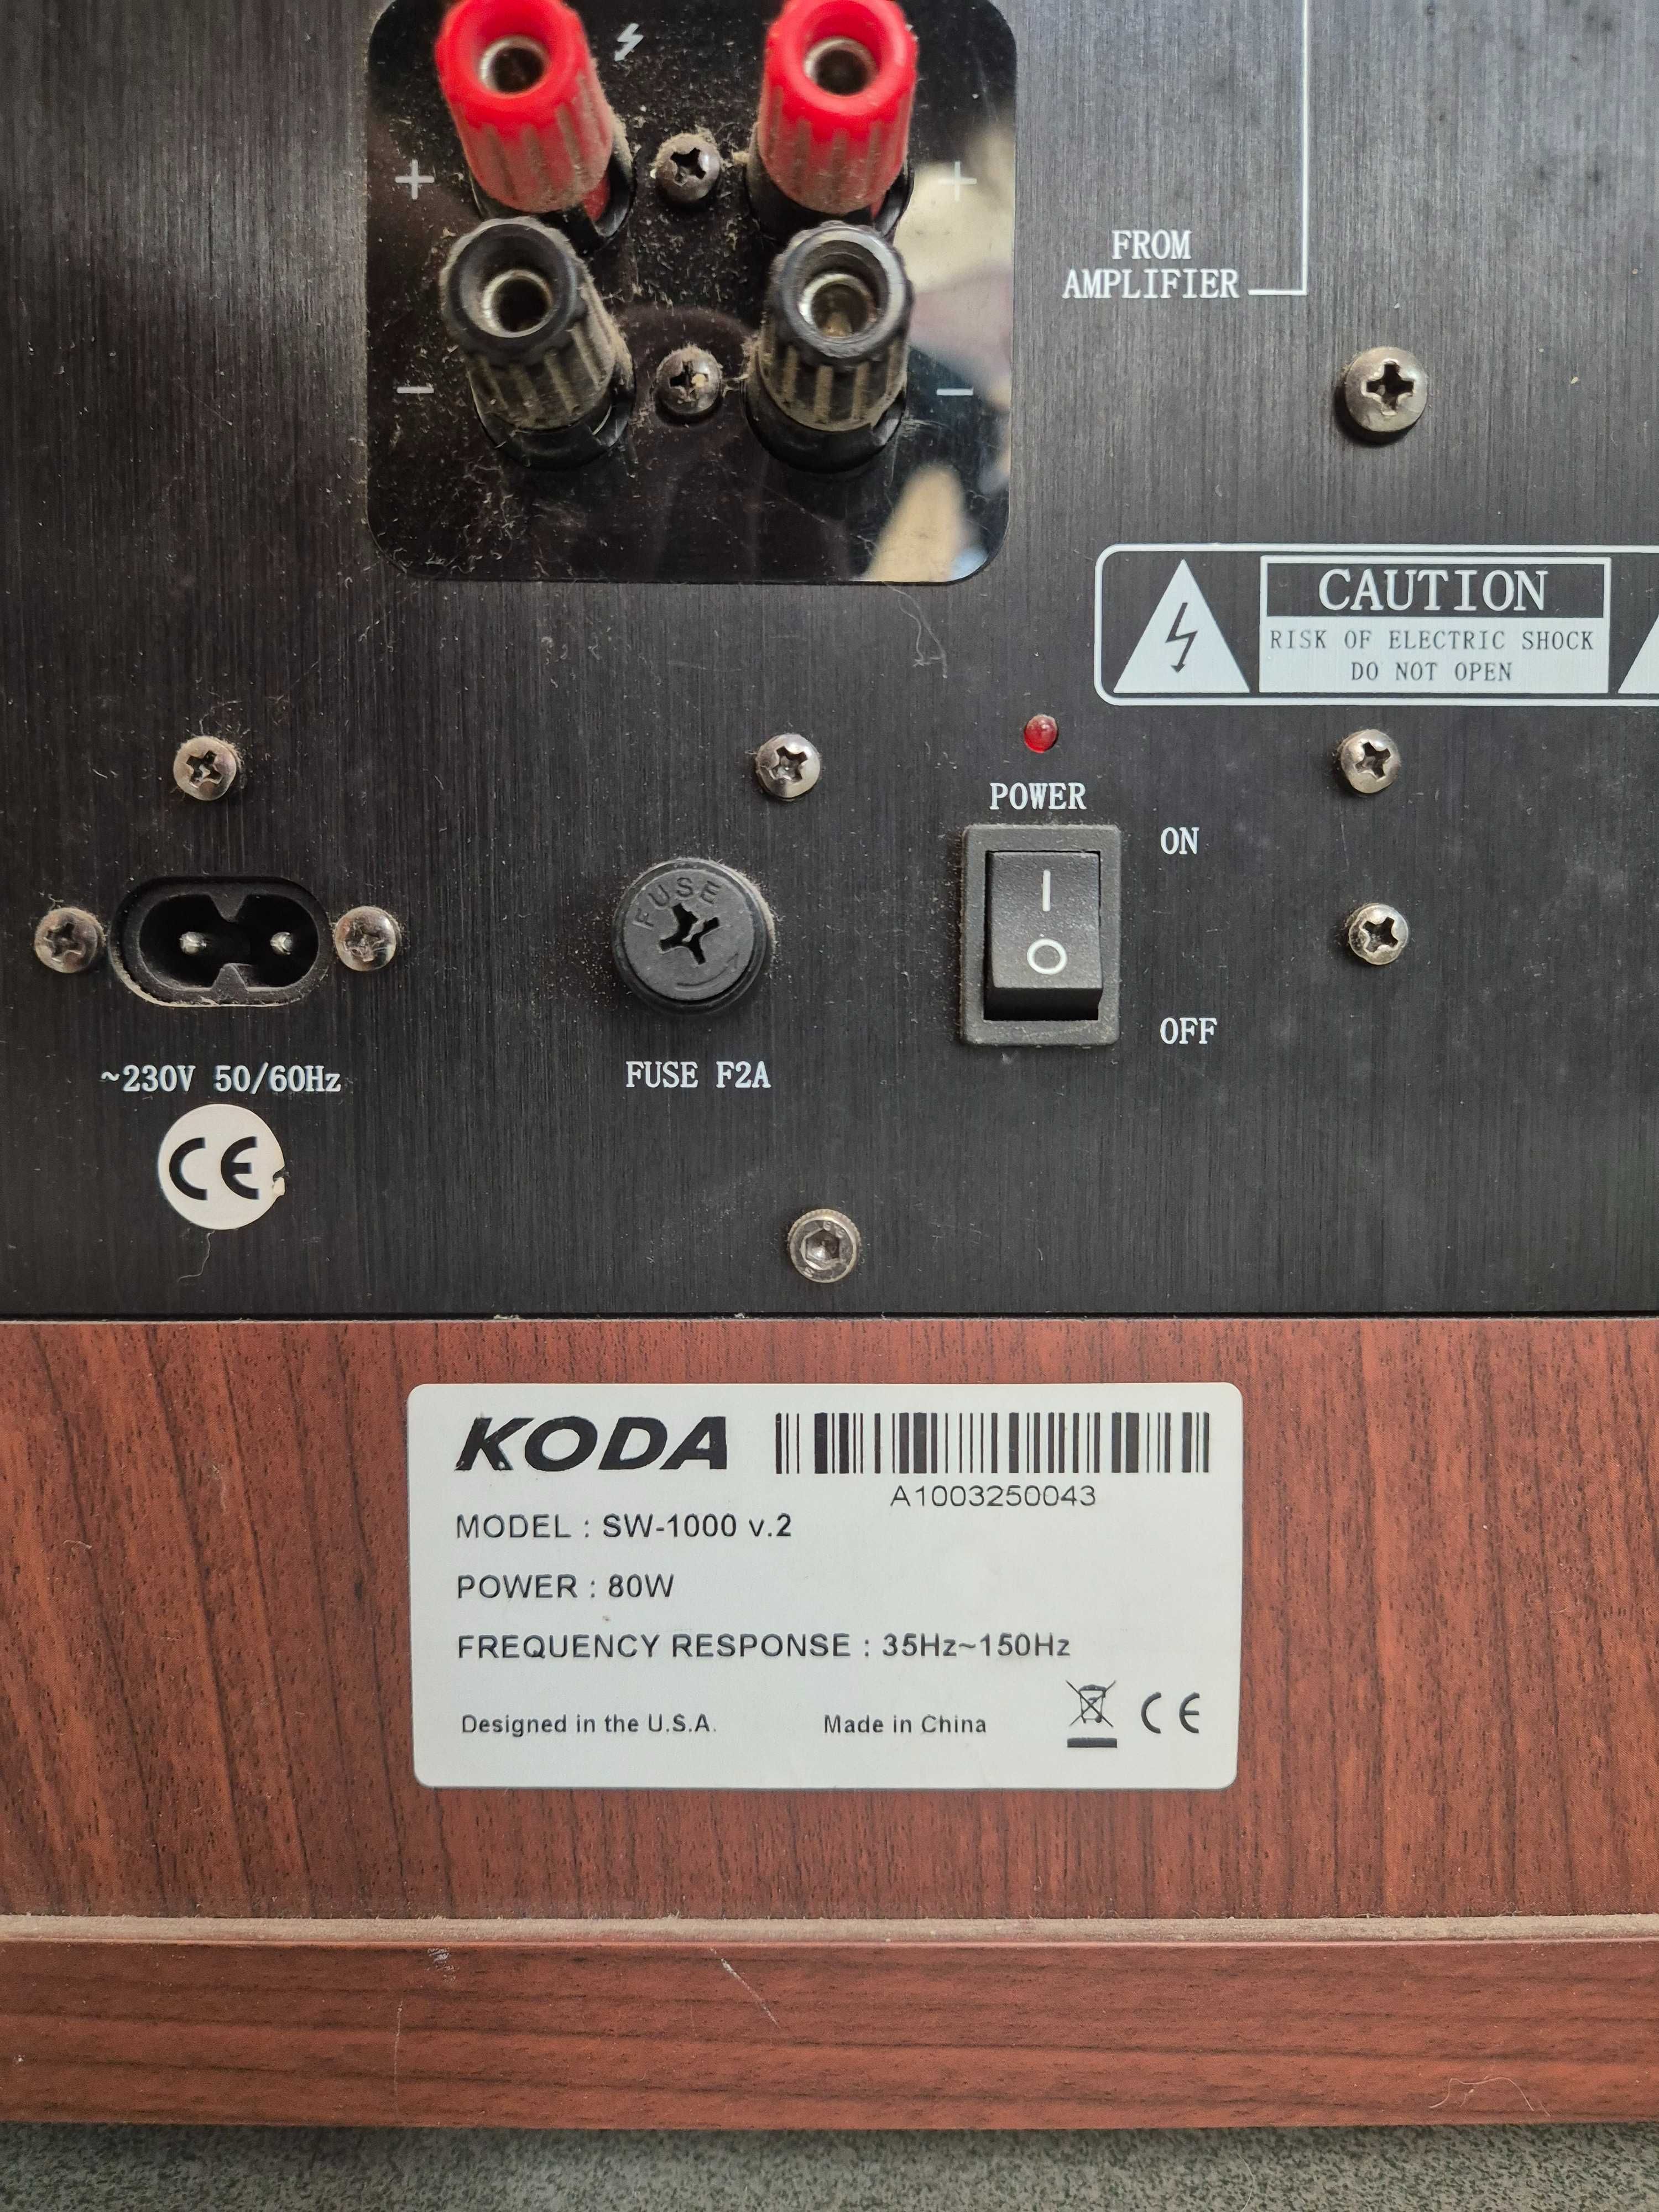 + +
FROM
AMPLIFIER
- -
CAUTION
RISK OF ELECTRIC SHOCK
DO NOT OPEN
POWER
ON
FUSE
I
O
OFF
~230V 50/60Hz
FUSE F2A
CE
KODA
A1003250043
MODEL : SW-1000 v.2
POWER : 80W
FREQUENCY RESPONSE : 35Hz~150Hz
Designed in the U.S.A. Made in China CE